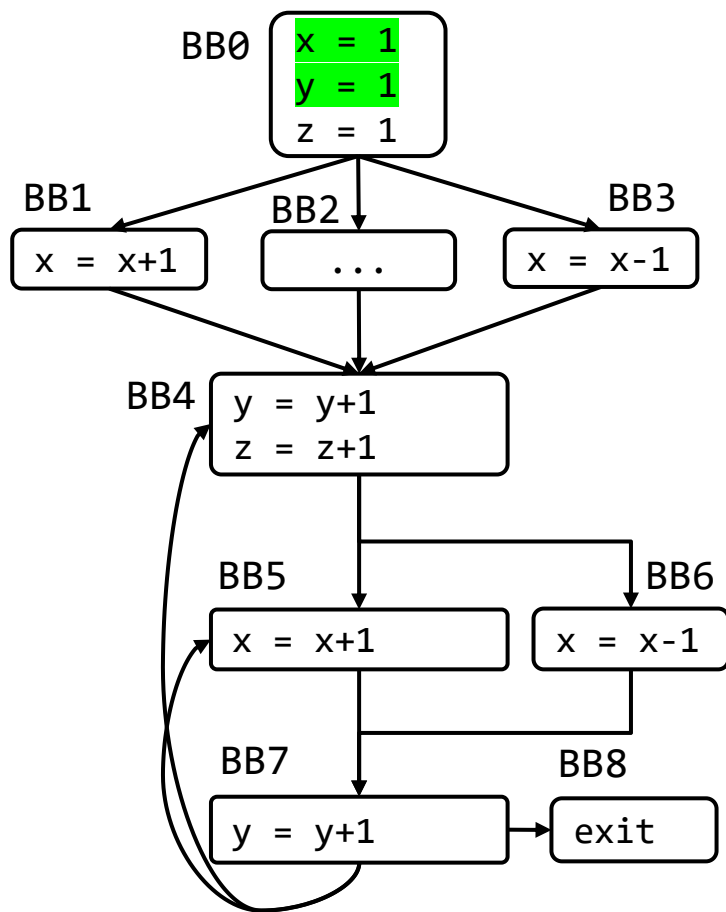 BB0
x = 1
y = 1
z = 1
BB1
BB2
BB3
x = x+1
...
x = x-1
BB4
y = y+1
z = z+1
BB5
BB6
x = x+1
x = x-1
BB7
BB8
y = y+1
exit